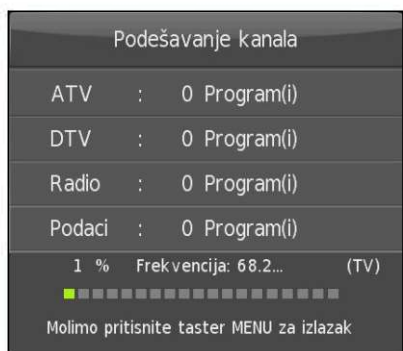 Podešavanje kanala
ATV : 0 Program(i)
DTV : 0 Program(i)
Radio : 0 Program(i)
Podaci : 0 Program(i)
1 % Frekvencija: 68.2... (TV)
Molimo pritisnite taster MENU za izlazak